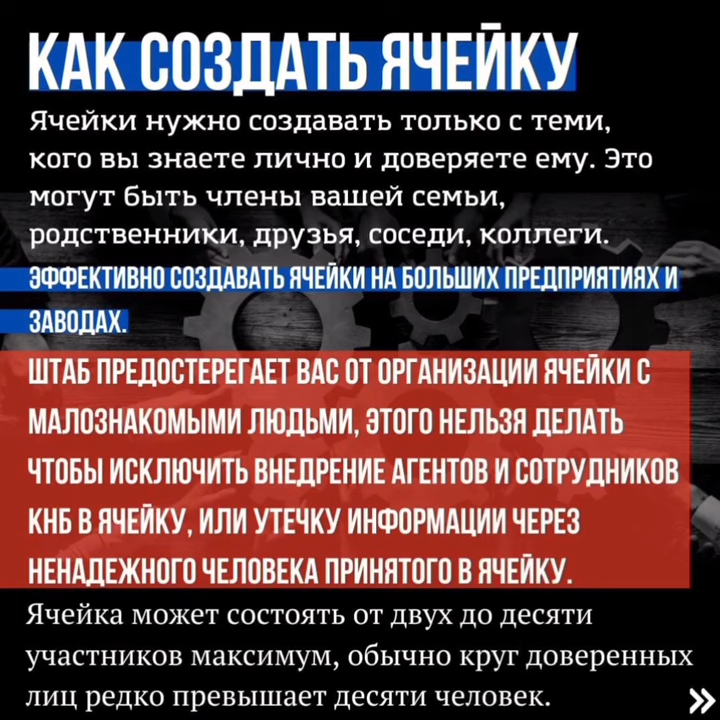 КАК СОЗДАТЬ ЯЧЕЙКУ
Ячейки нужно создавать только с теми,
кого вы знаете лично и доверяете ему. Это
могут быть члены вашей семьи,
родственники, друзья, соседи, коллеги.
ЭФФЕКТИВНО СОЗДАВАТЬ ЯЧЕЙКИ НА БОЛЬШИХ ПРЕДПРИЯТИЯХ И
ЗАВОДАХ.
ШТАБ ПРЕДОСТЕРЕГАЕТ ВАС ОТ ОРГАНИЗАЦИИ ЯЧЕЙКИ С
МАЛОЗНАКОМЫМИ ЛЮДЬМИ, ЭТОГО НЕЛЬЗЯ ДЕЛАТЬ
ЧТОБЫ ИСКЛЮЧИТЬ ВНЕДРЕНИЕ АГЕНТОВ И СОТРУДНИКОВ
КНБ В ЯЧЕЙКУ, ИЛИ УТЕЧКУ ИНФОРМАЦИИ ЧЕРЕЗ
НЕНАДЕЖНОГО ЧЕЛОВЕКА ПРИНЯТОГО В ЯЧЕЙКУ.
Ячейка может состоять от двух до десяти
участников максимум, обычно круг доверенных
лиц редко превышает десяти человек.